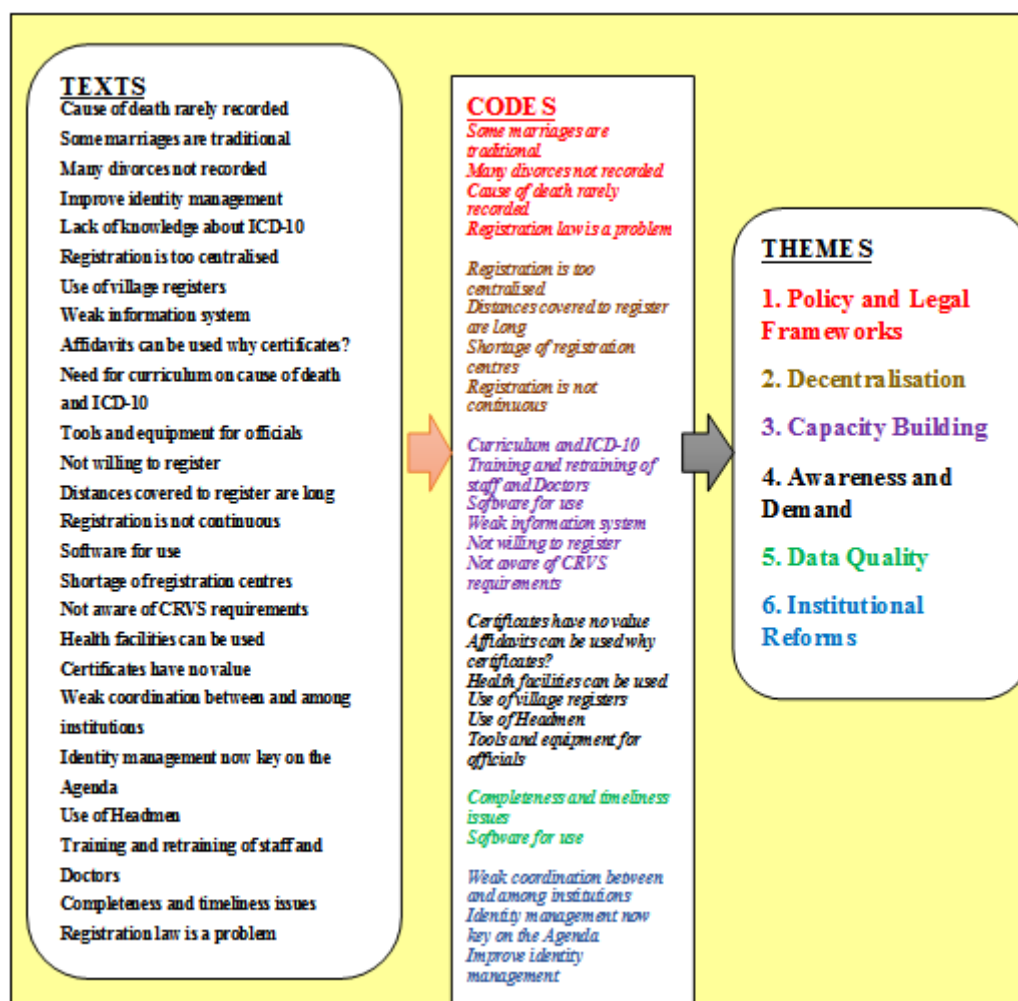 TEXTS
Cause of death rarely recorded
Some marriages are traditional
Many divorces not recorded
Improve identity management
Lack of knowledge about ICD-10
Registration is too centralised
Use of village registers
Weak information system
Affidavits can be used why certificates?
Need for curriculum on cause of death
and ICD-10
Tools and equipment for officials
Not willing to register
Distances covered to register are long
Registration is not continuous
Software for use
Shortage of registration centres
Not aware of CRVS requirements
Health facilities can be used
Certificates have no value
Weak coordination between and among
institutions
Identity management now key on the
Agenda
Use of Headmen
Training and retraining of staff and
Doctors
Completeness and timeliness issues
Registration law is a problem
CODES
Some marriages are
traditional
Many divorces not recorded
Cause of death rarely
recorded
Registration law is a problem
Registration is too
centralised
Distances covered to register
are long
Shortage of registration
centres
Registration is not
continuous
Curriculum and ICD-10
Training and retraining of
staff and Doctors
Software for use
Weak information system
Not willing to register
Not aware of CRVS
requirements
Certificates have no value
Affidavits can be used why
certificates?
Health facilities can be used
Use of village registers
Use of Headmen
Tools and equipment for
officials
Completeness and timeliness
issues
Software for use
Weak coordination between
and among institutions
Identity management now
key on the Agenda
Improve identity
management
THEMES
1. Policy and Legal
Frameworks
2. Decentralisation
3. Capacity Building
4. Awareness and
Demand
5. Data Quality
6. Institutional
Reforms